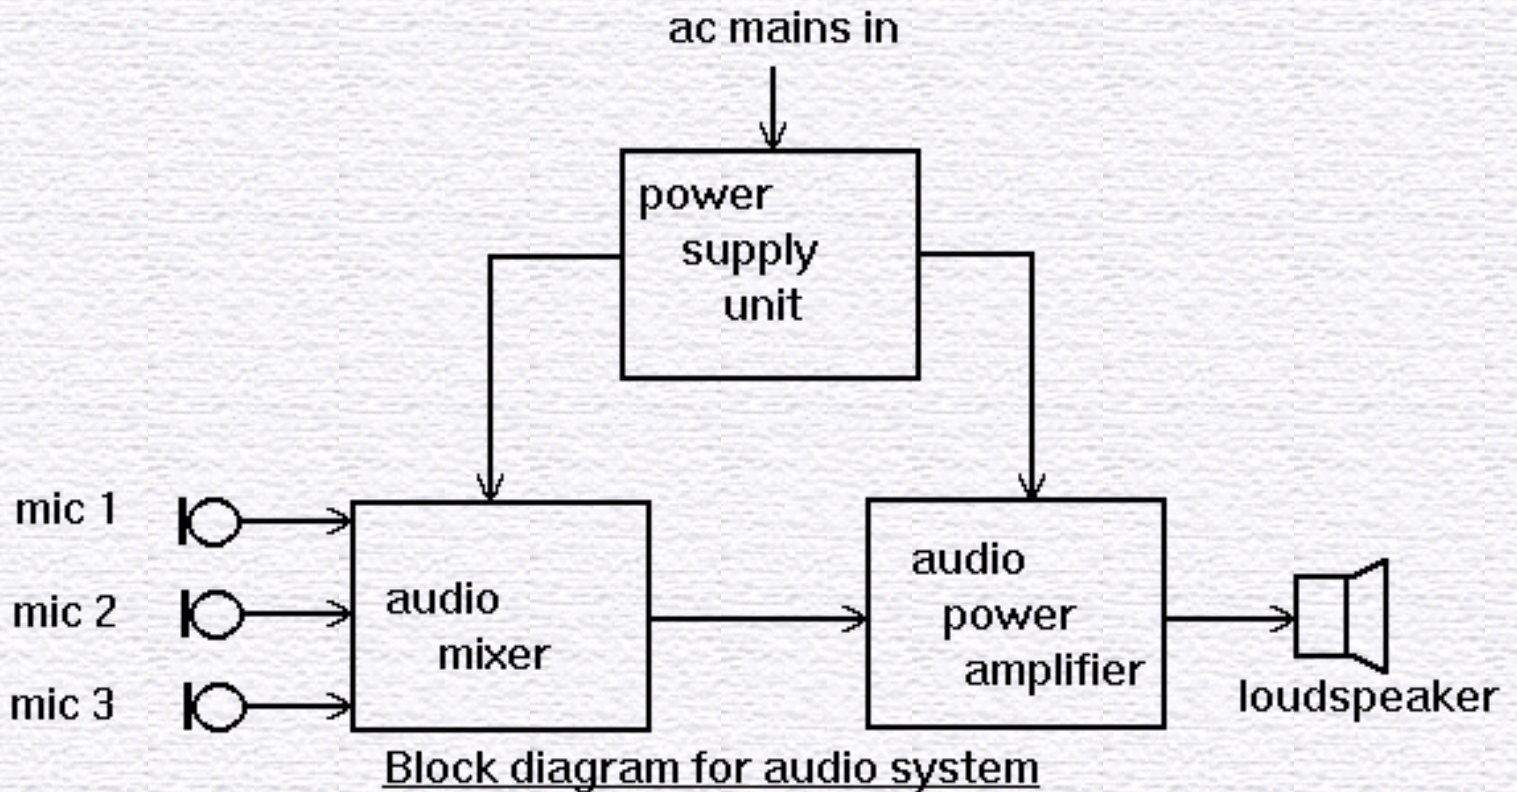 ac mains in
power
supply
unit
mic 1
mic 2
mic 3
audio
mixer
audio
power
amplifier
loudspeaker
Block diagram for audio system